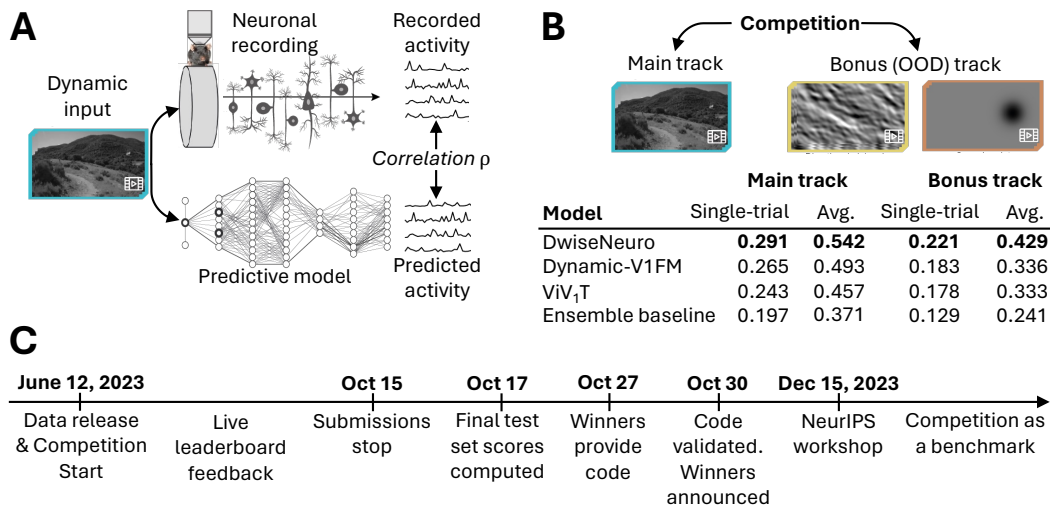 A
Dynamic
input
Neuronal
recording
Recorded
activity
Correlation ρ
Predictive model
Predicted
activity
B
Competition
Main track
Bonus (OOD) track
Main track Bonus track
Model Single-trial Avg. Single-trial Avg.
DwiseNeuro 0.291 0.542 0.221 0.429
Dynamic-V1FM 0.265 0.493 0.183 0.336
ViV₁T 0.243 0.457 0.178 0.333
Ensemble baseline 0.197 0.371 0.129 0.241
C
June 12, 2023
Data release
& Competition
Start
Live
leaderboard
feedback
Oct 15
Submissions
stop
Oct 17
Final test
set scores
computed
Oct 27
Winners
provide
code
Oct 30
Code
validated.
Winners
announced
Dec 15, 2023
NeurIPS
workshop
Competition as
a benchmark